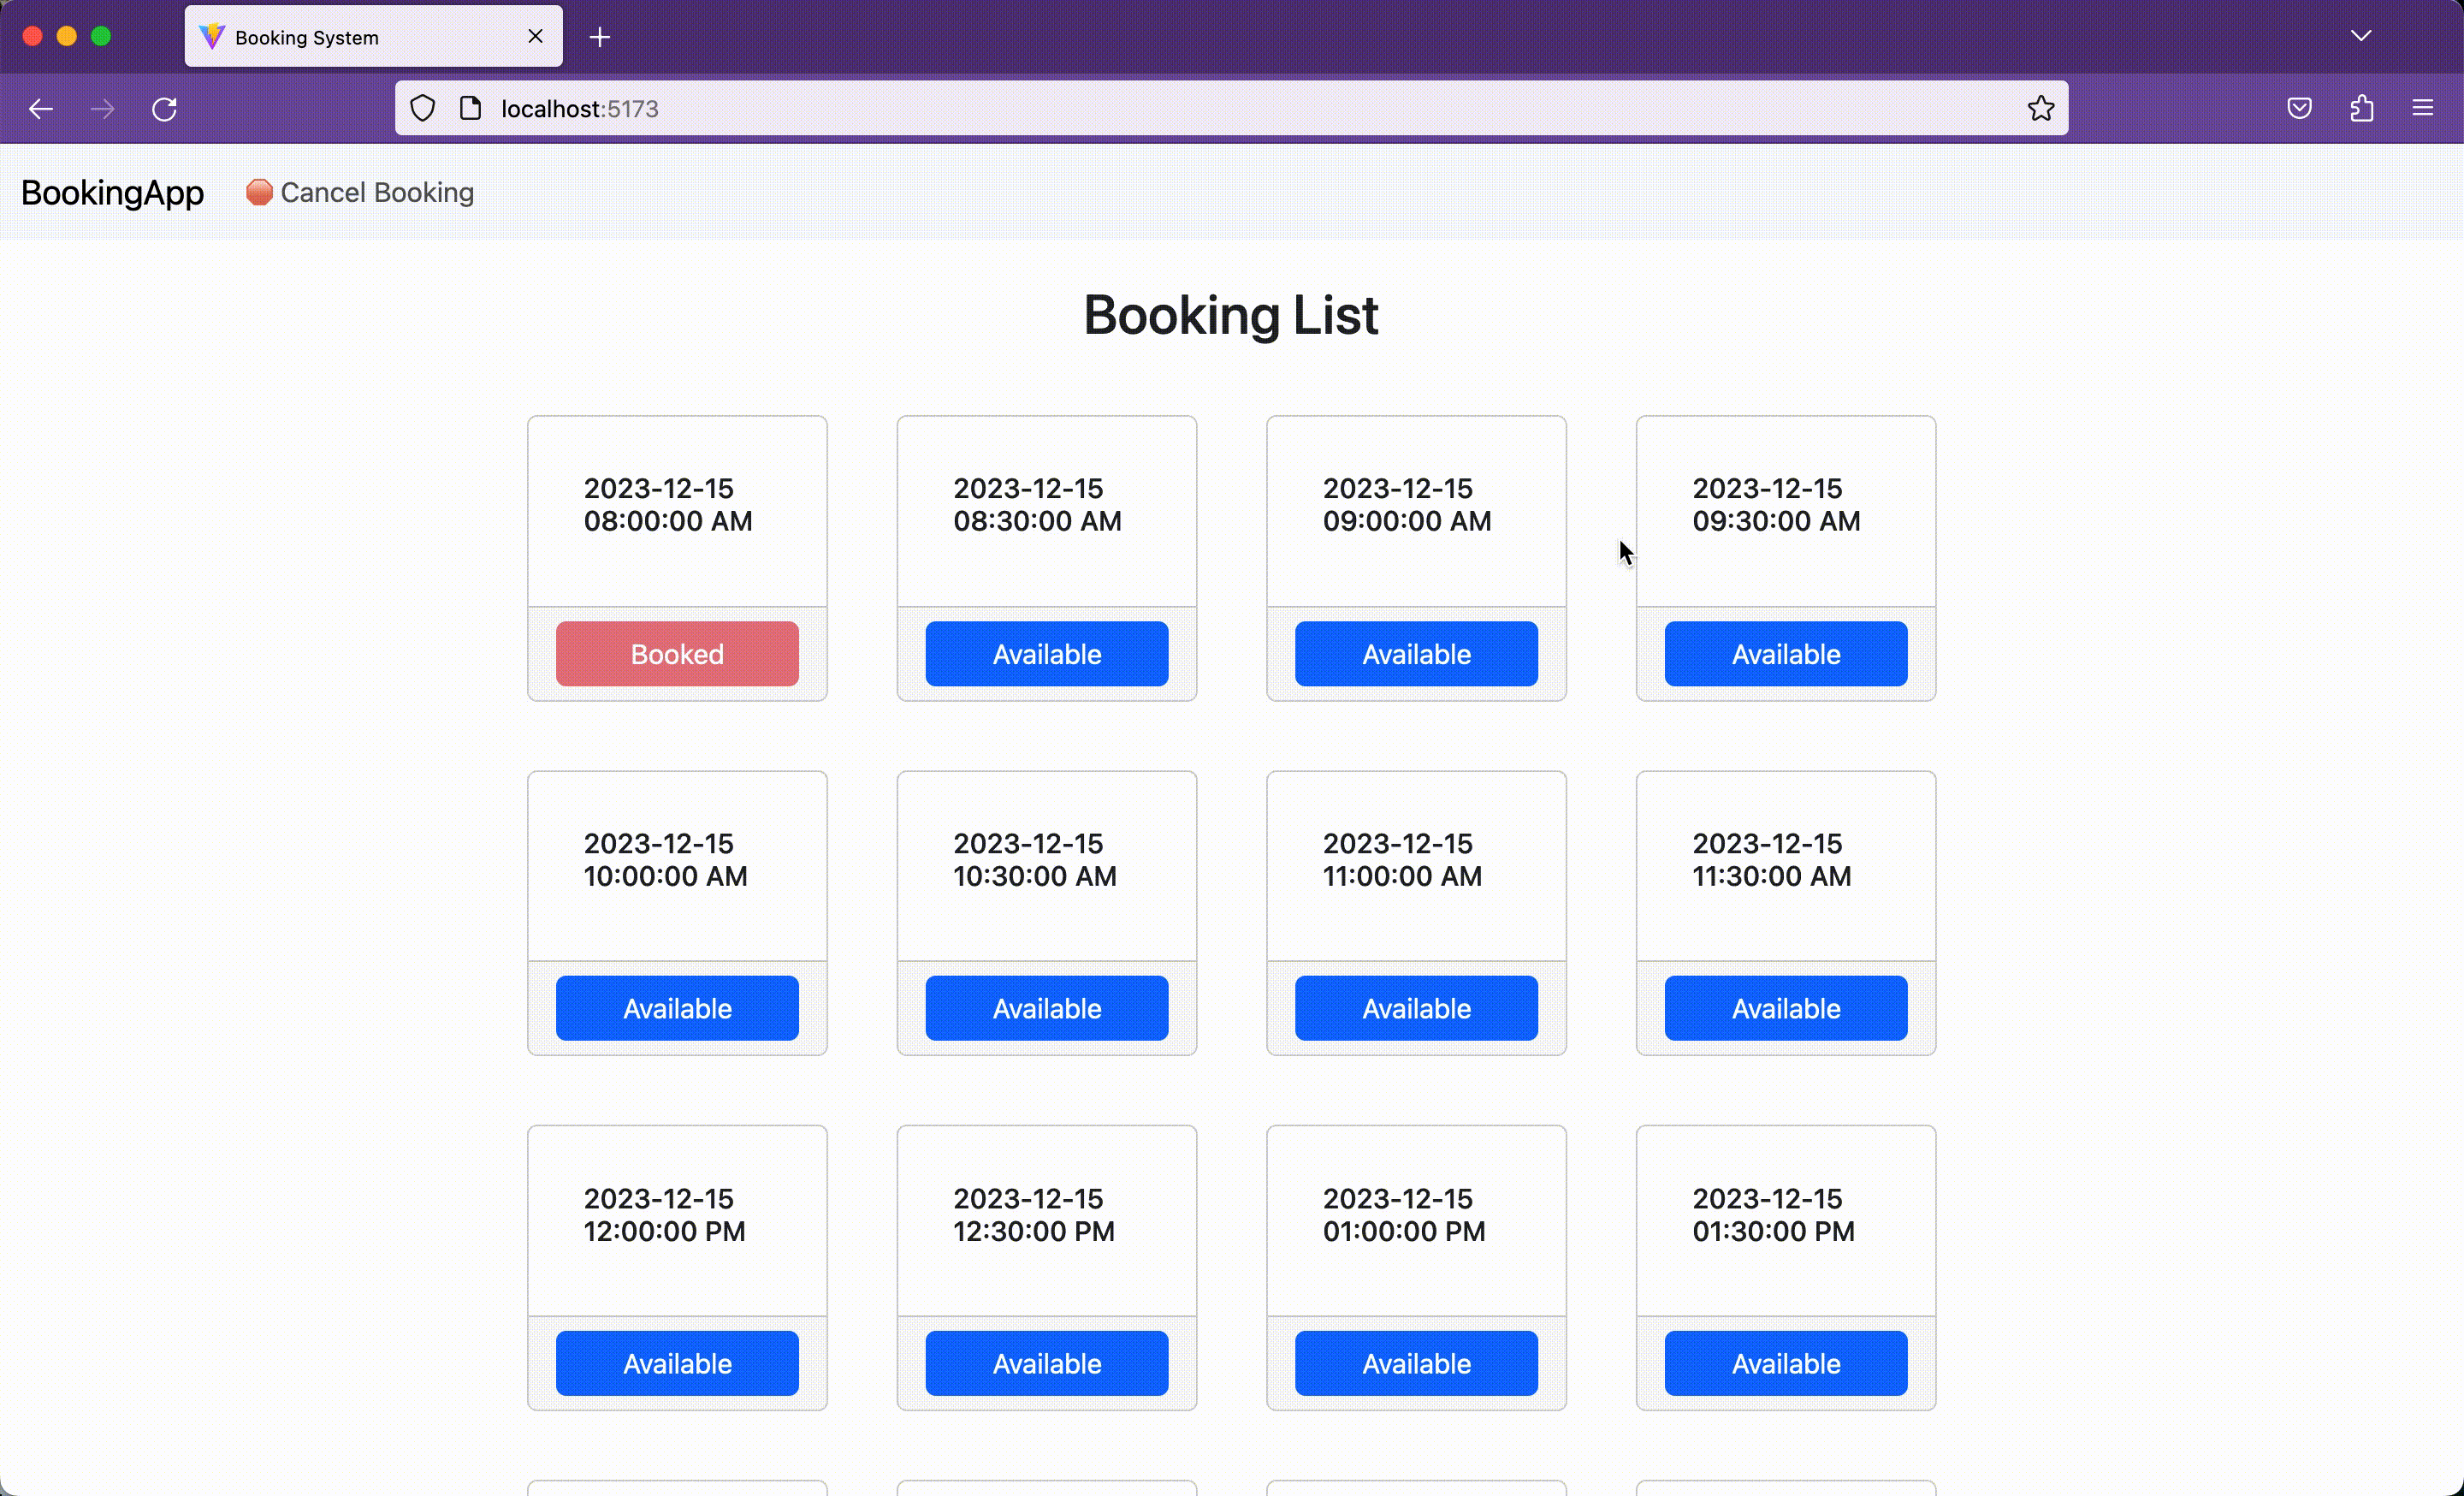 Booking System
localhost:5173
BookingApp
Cancel Booking
Booking List
2023-12-15
08:00:00 AM
Booked
2023-12-15
08:30:00 AM
Available
2023-12-15
09:00:00 AM
Available
2023-12-15
09:30:00 AM
Available
2023-12-15
10:00:00 AM
Available
2023-12-15
10:30:00 AM
Available
2023-12-15
11:00:00 AM
Available
2023-12-15
11:30:00 AM
Available
2023-12-15
12:00:00 PM
Available
2023-12-15
12:30:00 PM
Available
2023-12-15
01:00:00 PM
Available
2023-12-15
01:30:00 PM
Available